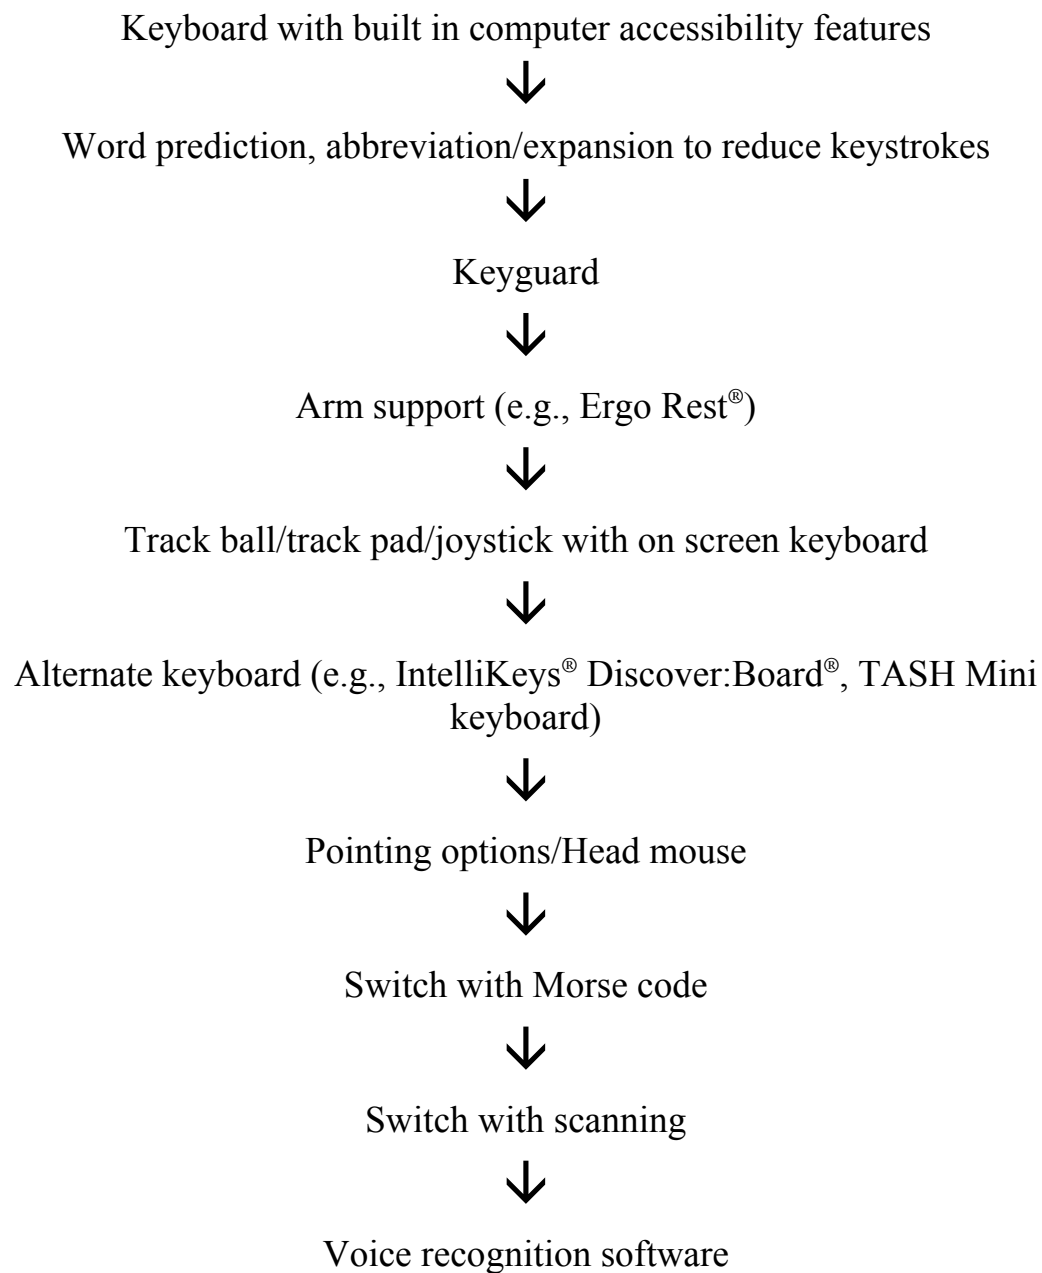 Keyboard with built in computer accessibility features
Word prediction, abbreviation/expansion to reduce keystrokes
Keyguard
Arm support (e.g., Ergo Rest®)
Track ball/track pad/joystick with on screen keyboard
Alternate keyboard (e.g., IntelliKeys® Discover:Board®, TASH Mini
keyboard)
Pointing options/Head mouse
Switch with Morse code
Switch with scanning
Voice recognition software